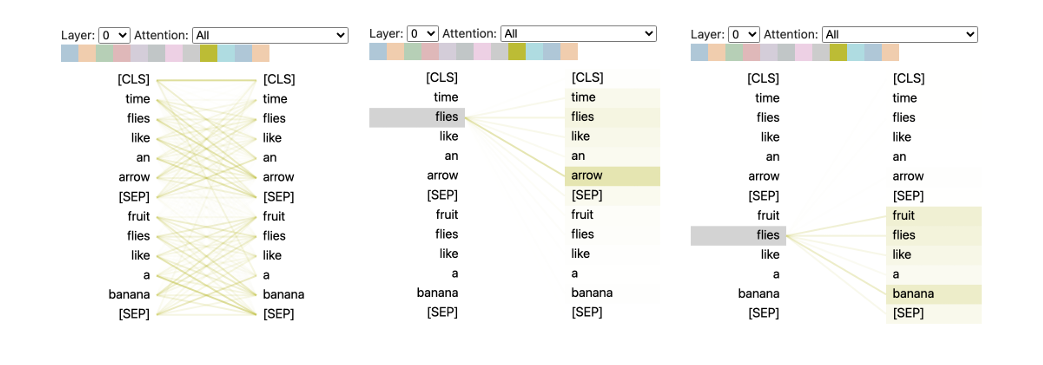 Layer: 0 Attention: All
[CLS] [CLS]
time time
flies flies
like like
an an
arrow arrow
[SEP] [SEP]
fruit fruit
flies flies
like like
a a
banana banana
[SEP] [SEP]
Layer: 0 Attention: All
[CLS] [CLS]
time time
flies flies
like like
an an
arrow arrow
[SEP] [SEP]
fruit fruit
flies flies
like like
a a
banana banana
[SEP] [SEP]
Layer: 0 Attention: All
[CLS] [CLS]
time time
flies flies
like like
an an
arrow arrow
[SEP] [SEP]
fruit fruit
flies flies
like like
a a
banana banana
[SEP] [SEP]